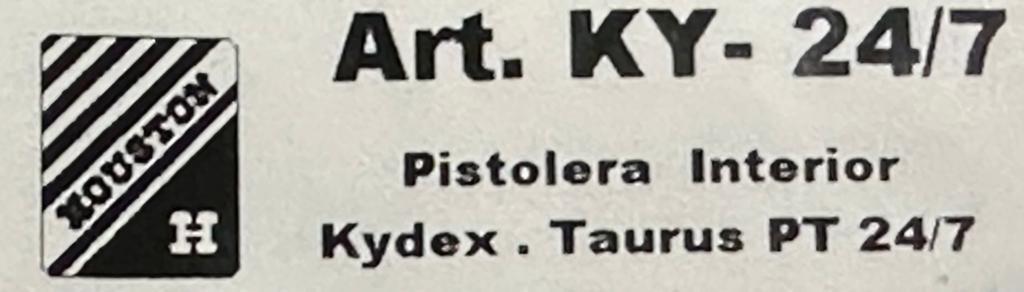 HOUSTON
H
Art. KY- 24/7
Pistolera Interior
Kydex . Taurus PT 24/7